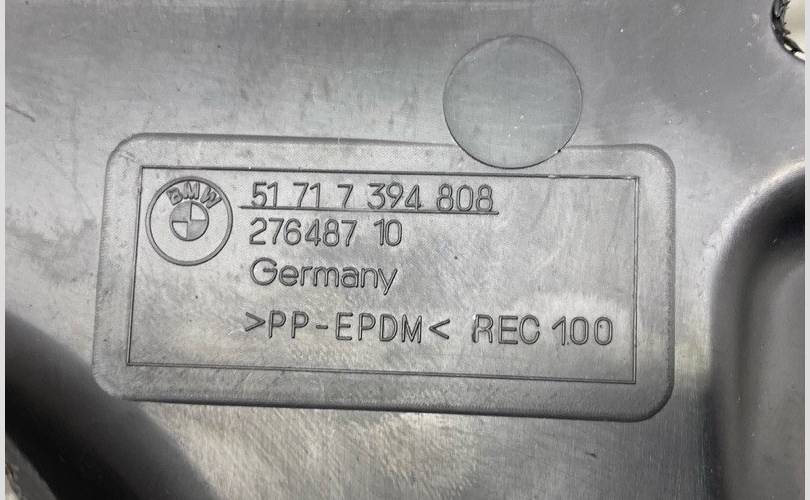 BMW
51 71 7 394 808
276487 10
Germany
>PP-EPDM< REC 100